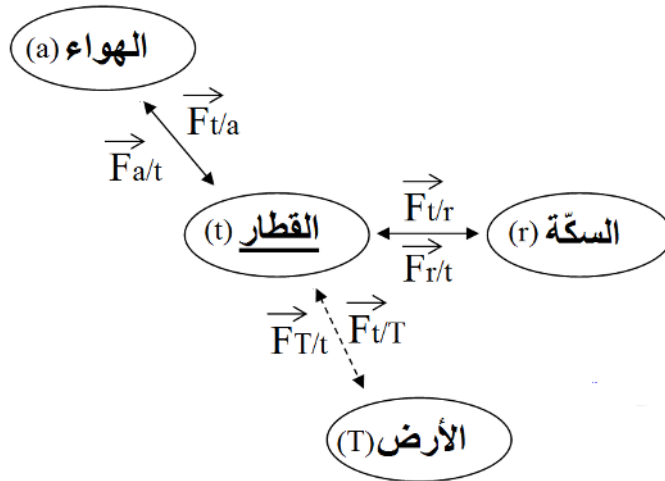 الهواء (a)
F t/a
F a/t
القطار (t)
F t/r
F r/t
السكّة (r)
F T/t
F t/T
الأرض (T)